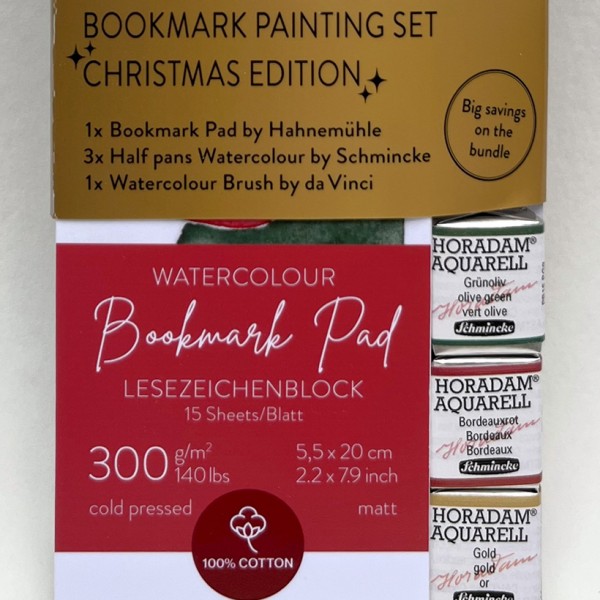 BOOKMARK PAINTING SET
CHRISTMAS EDITION
1x Bookmark Pad by Hahnemühle
3x Half pans Watercolour by Schmincke
1x Watercolour Brush by da Vinci
Big savings
on the
bundle
WATERCOLOUR
Bookmark Pad
LESEZEICHENBLOCK
15 Sheets/Blatt
300 g/m²
140 lbs
5,5 x 20 cm
2.2 x 7.9 inch
cold pressed
matt
100% COTTON
HORADAM®
AQUARELL
Grünoliv
olive green
vert olive
Schmincke
HORADAM®
AQUARELL
Bordeauxrot
Bordeaux
Bordeaux
Schmincke
HORADAM®
AQUARELL
Gold
gold
or
Schmincke